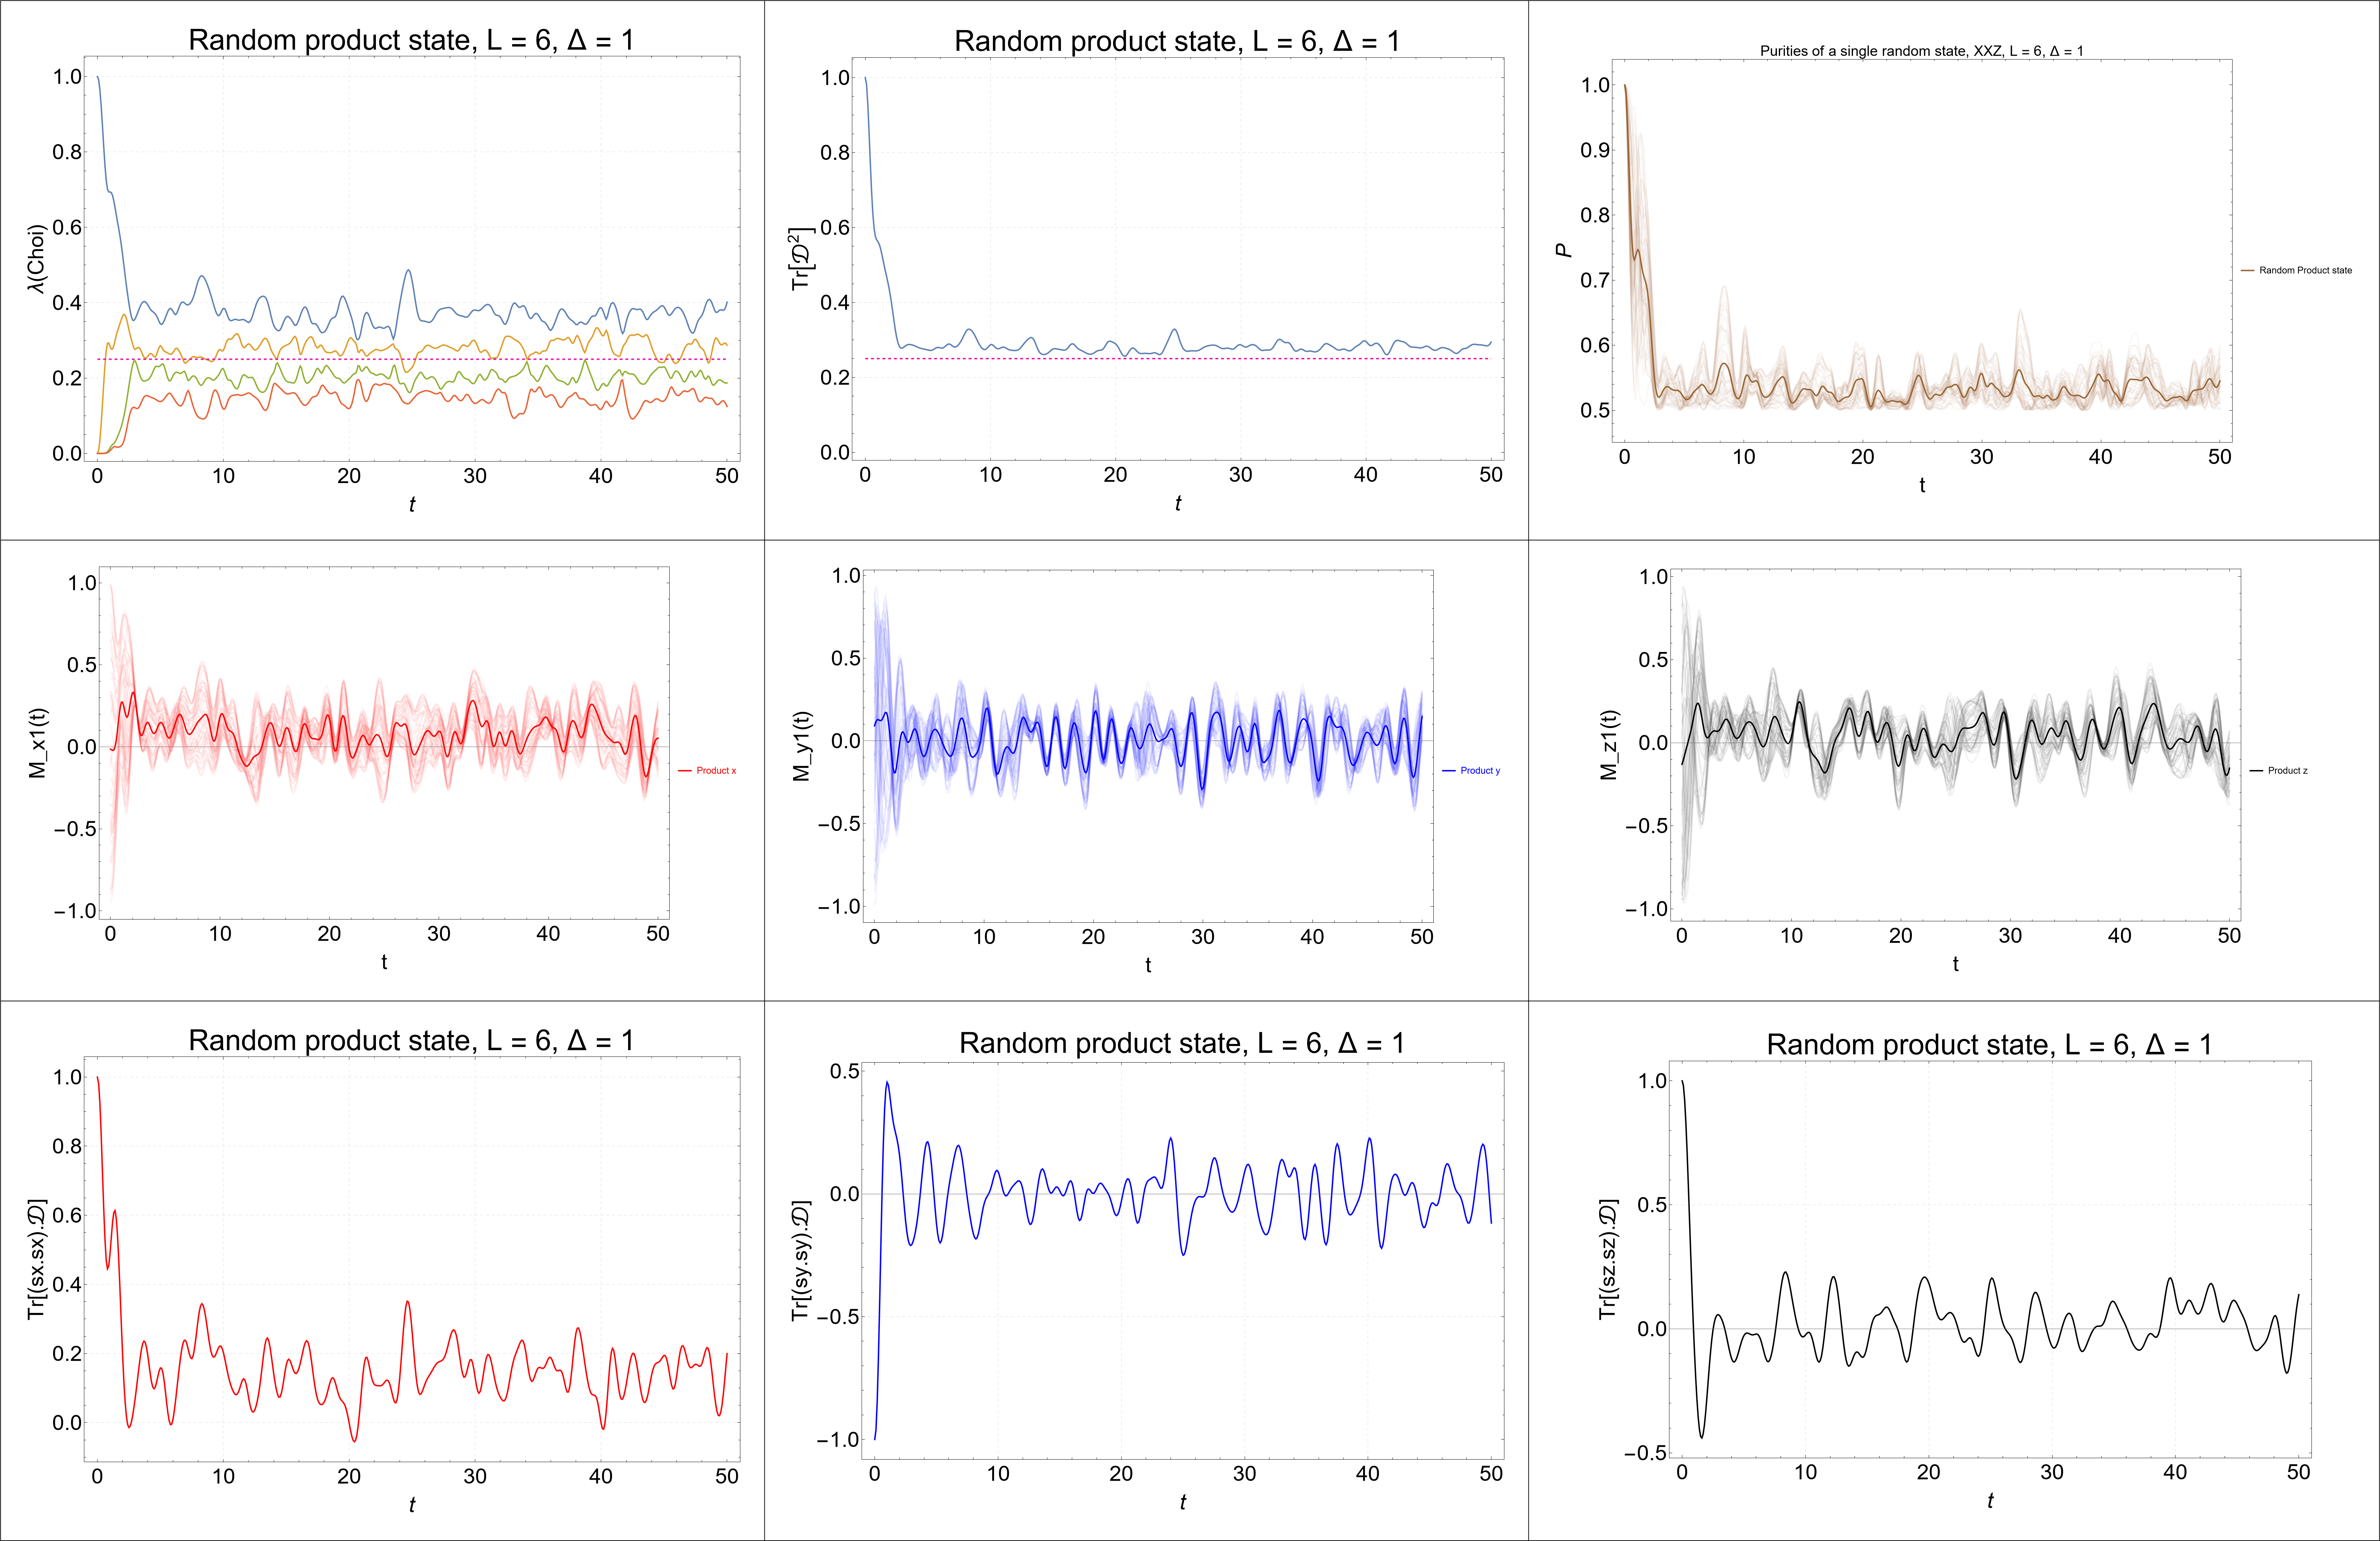 Random product state, L = 6, Δ = 1
1.0
0.8
0.6
0.4
0.2
0.0
λ(Choi)
0 10 20 30 40 50
t
Random product state, L = 6, Δ = 1
1.0
0.8
0.6
0.4
0.2
0.0
Tr[𝒟²]
0 10 20 30 40 50
t
Purities of a single random state, XXZ, L = 6, Δ = 1
1.0
0.9
0.8
0.7
0.6
0.5
P
0 10 20 30 40 50
t
Random Product state
1.0
0.5
0.0
−0.5
−1.0
M_x1(t)
0 10 20 30 40 50
t
Product x
1.0
0.5
0.0
−0.5
−1.0
M_y1(t)
0 10 20 30 40 50
t
Product y
1.0
0.5
0.0
−0.5
−1.0
M_z1(t)
0 10 20 30 40 50
t
Product z
Random product state, L = 6, Δ = 1
1.0
0.8
0.6
0.4
0.2
0.0
Tr[(sx.sx).𝒟]
0 10 20 30 40 50
t
Random product state, L = 6, Δ = 1
0.5
0.0
−0.5
−1.0
Tr[(sy.sy).𝒟]
0 10 20 30 40 50
t
Random product state, L = 6, Δ = 1
1.0
0.5
0.0
−0.5
Tr[(sz.sz).𝒟]
0 10 20 30 40 50
t